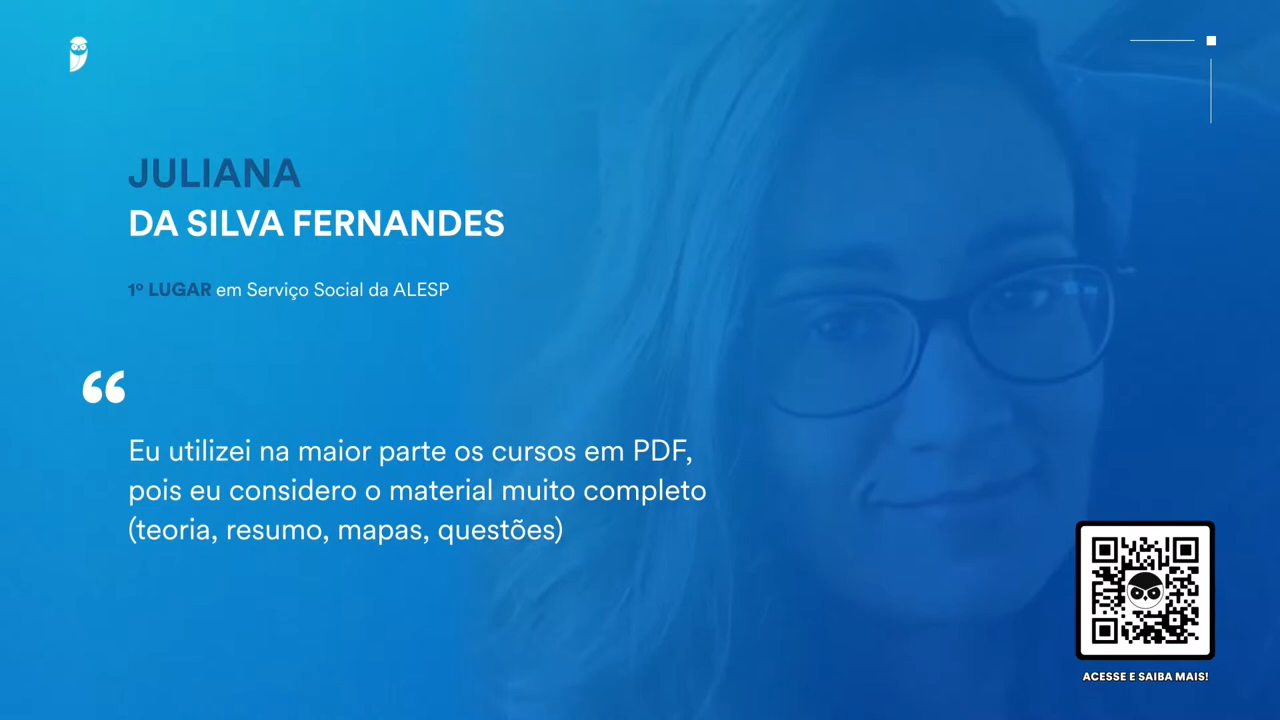 JULIANA
DA SILVA FERNANDES
1º LUGAR em Serviço Social da ALESP
“
Eu utilizei na maior parte os cursos em PDF,
pois eu considero o material muito completo
(teoria, resumo, mapas, questões)
ACESSE E SAIBA MAIS!